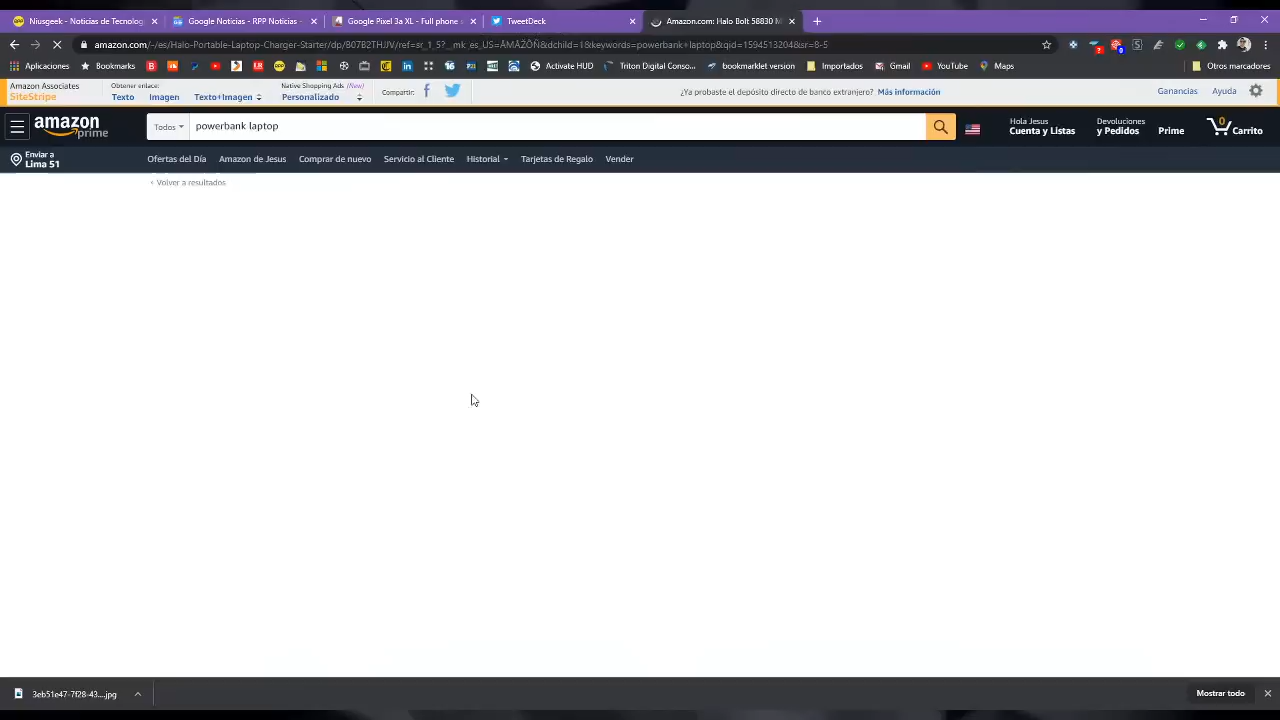 Niusgeek - Noticias de Tecnolog
Google Noticias - RPP Noticias -
Google Pixel 3a XL - Full phone
TweetDeck
Amazon.com: Halo Bolt 58830 M
amazon.com/-/es/Halo-Portable-Laptop-Charger-Starter/dp/B07B2THJJV/ref=sr_1_5?__mk_es_US=ÅMÅŽÕÑ&dchild=1&keywords=powerbank+laptop&qid=1594513204&sr=8-5
Aplicaciones
Bookmarks
Activate HUD
Triton Digital Conso...
bookmarklet version
Importados
Gmail
YouTube
Maps
Otros marcadores
Amazon Associates
SiteStripe
Obtener enlace:
Texto
Imagen
Texto+Imagen
Native Shopping Ads (New)
Personalizado
Compartir:
¿Ya probaste el depósito directo de banco extranjero? Más información
Ganancias
Ayuda
amazon
prime
Todos
powerbank laptop
Hola Jesus
Cuenta y Listas
Devoluciones
y Pedidos
Prime
0
Carrito
Enviar a
Lima 51
Ofertas del Día
Amazon de Jesus
Comprar de nuevo
Servicio al Cliente
Historial
Tarjetas de Regalo
Vender
‹ Volver a resultados
3eb51e47-7f28-43....jpg
Mostrar todo